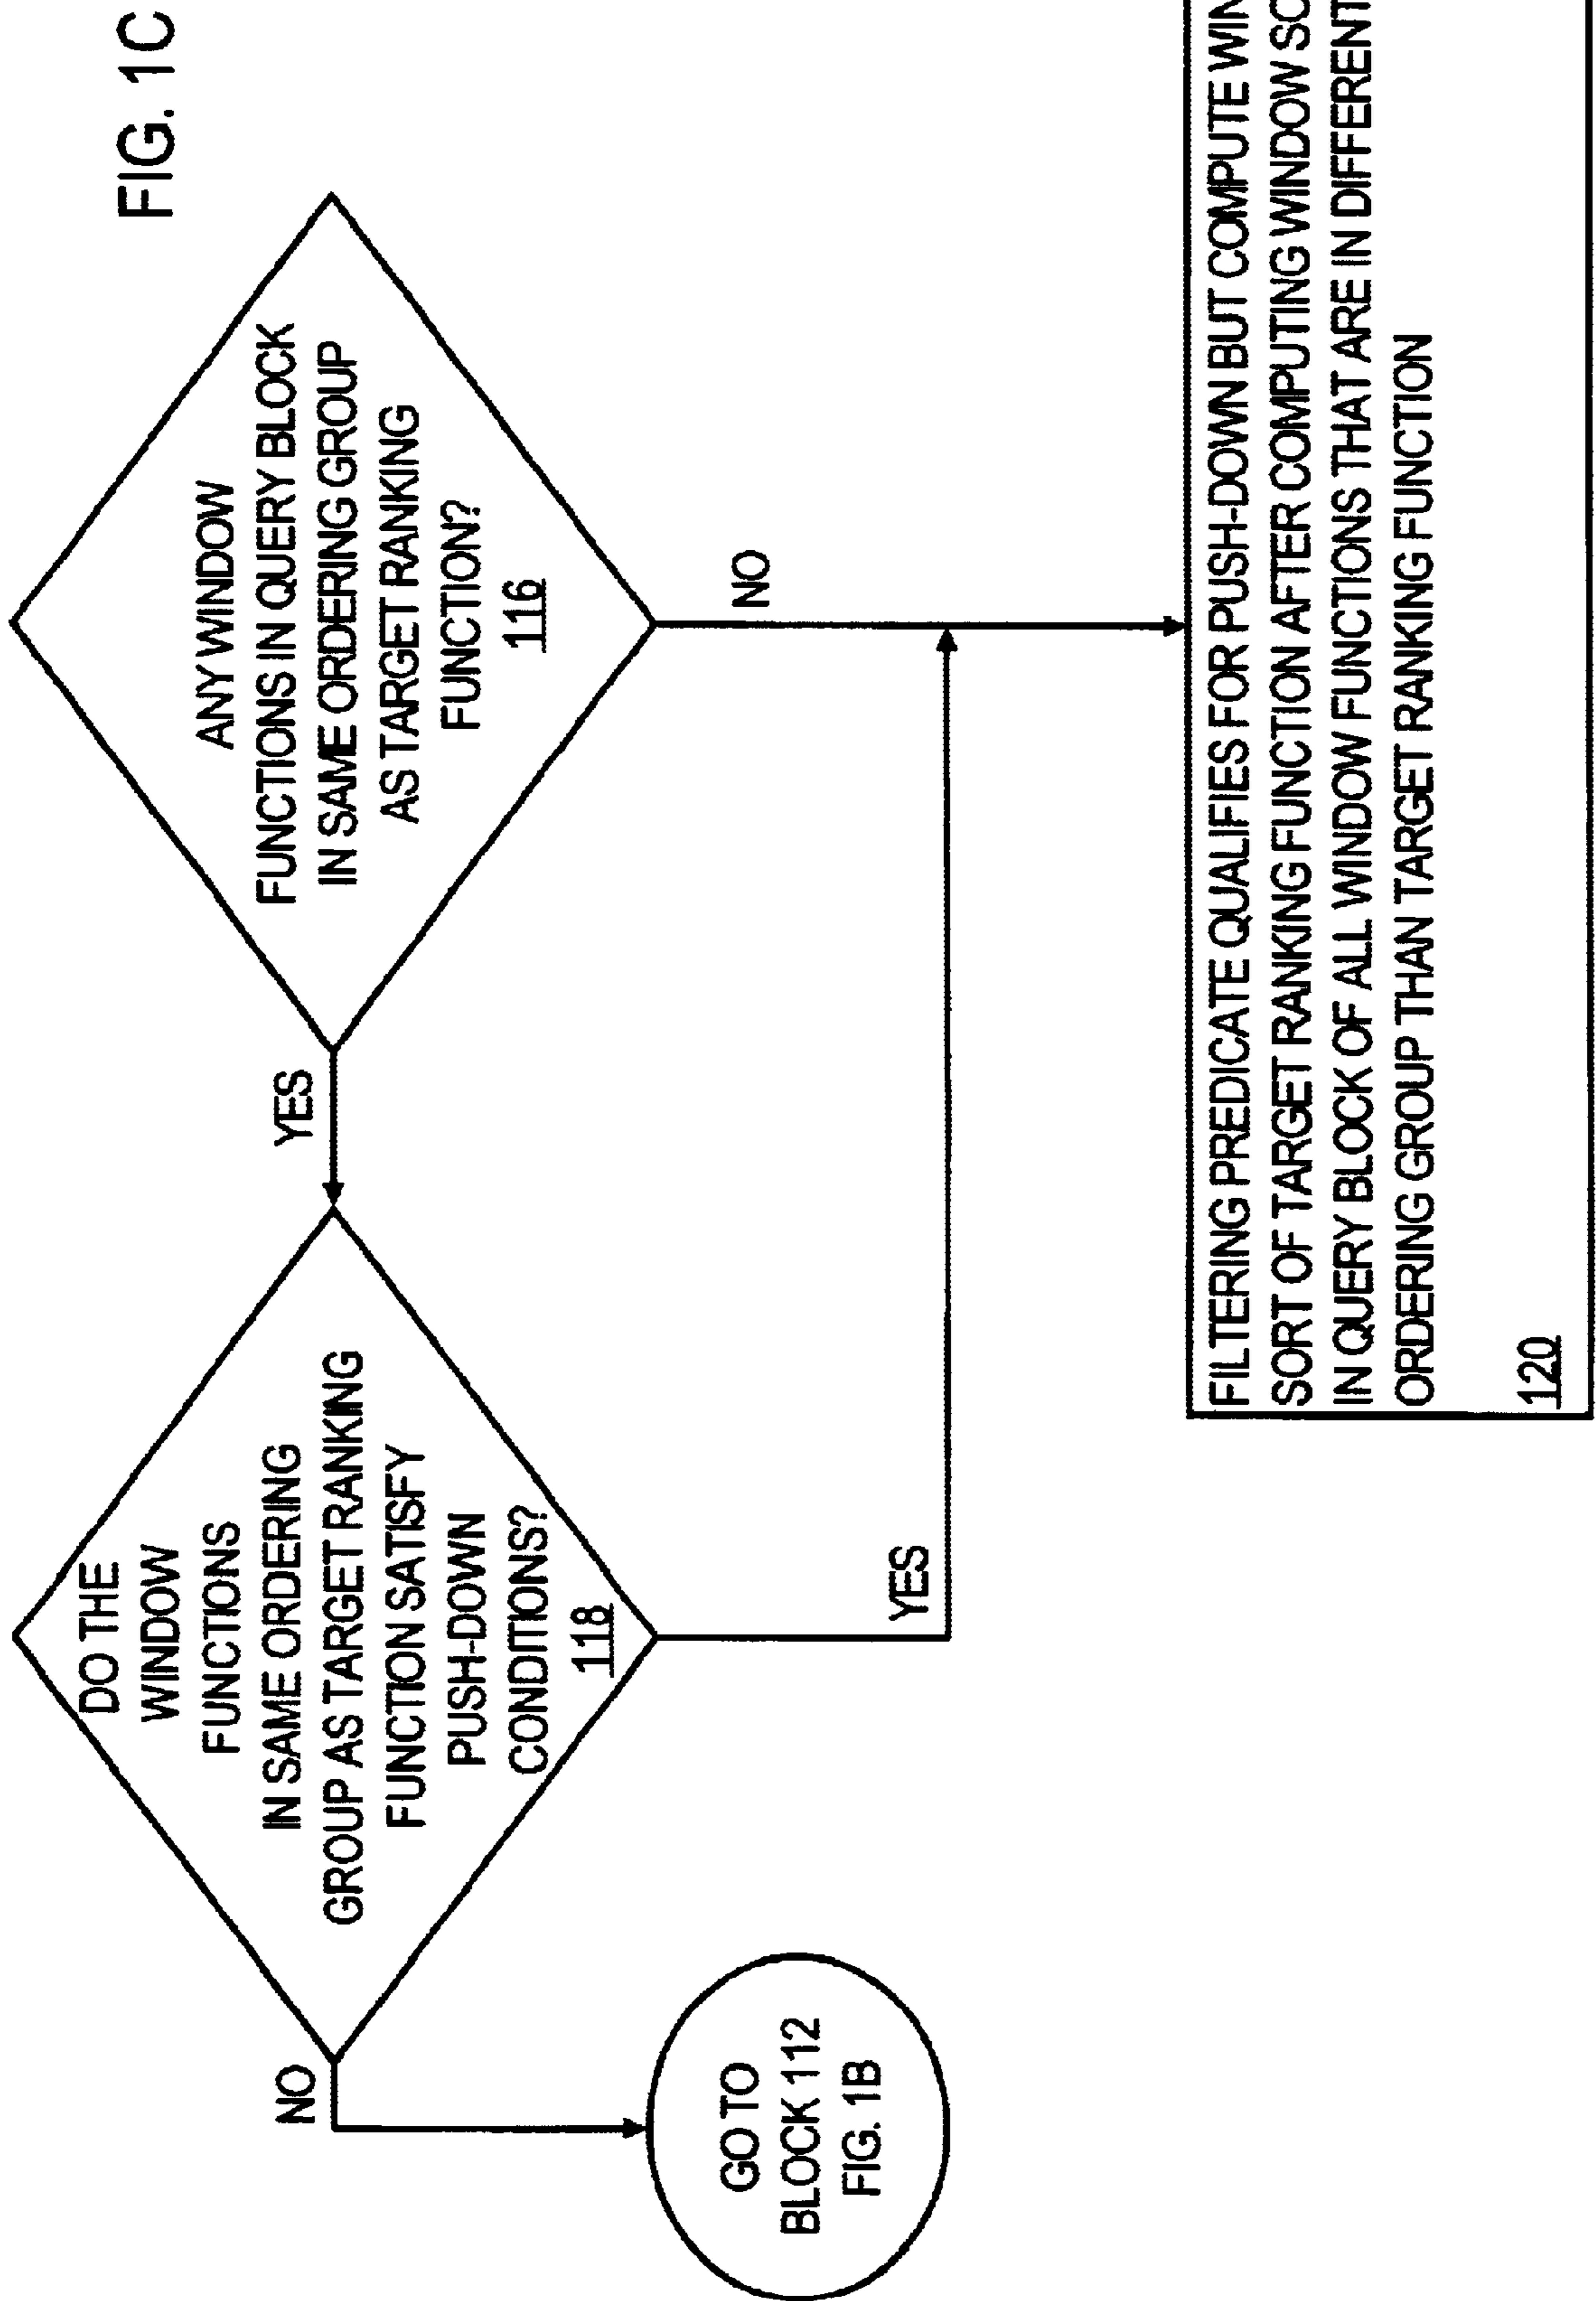 FIG. 1C
ANY WINDOW
FUNCTIONS IN QUERY BLOCK
IN SAME ORDERING GROUP
AS TARGET RANKING
FUNCTION?
116
YES
NO
DO THE
WINDOW
FUNCTIONS
IN SAME ORDERING
GROUP AS TARGET RANKING
FUNCTION SATISFY
PUSH-DOWN
CONDITIONS?
118
NO
YES
GO TO
BLOCK 112
FIG. 1B
FILTERING PREDICATE QUALIFIES FOR PUSH-DOWN BUT COMPUTE
SORT OF TARGET RANKING FUNCTION AFTER COMPUTING WINDOW
IN QUERY BLOCK OF ALL WINDOW FUNCTIONS THAT ARE IN DIFFERENT
ORDERING GROUP THAN TARGET RANKING FUNCTION
120